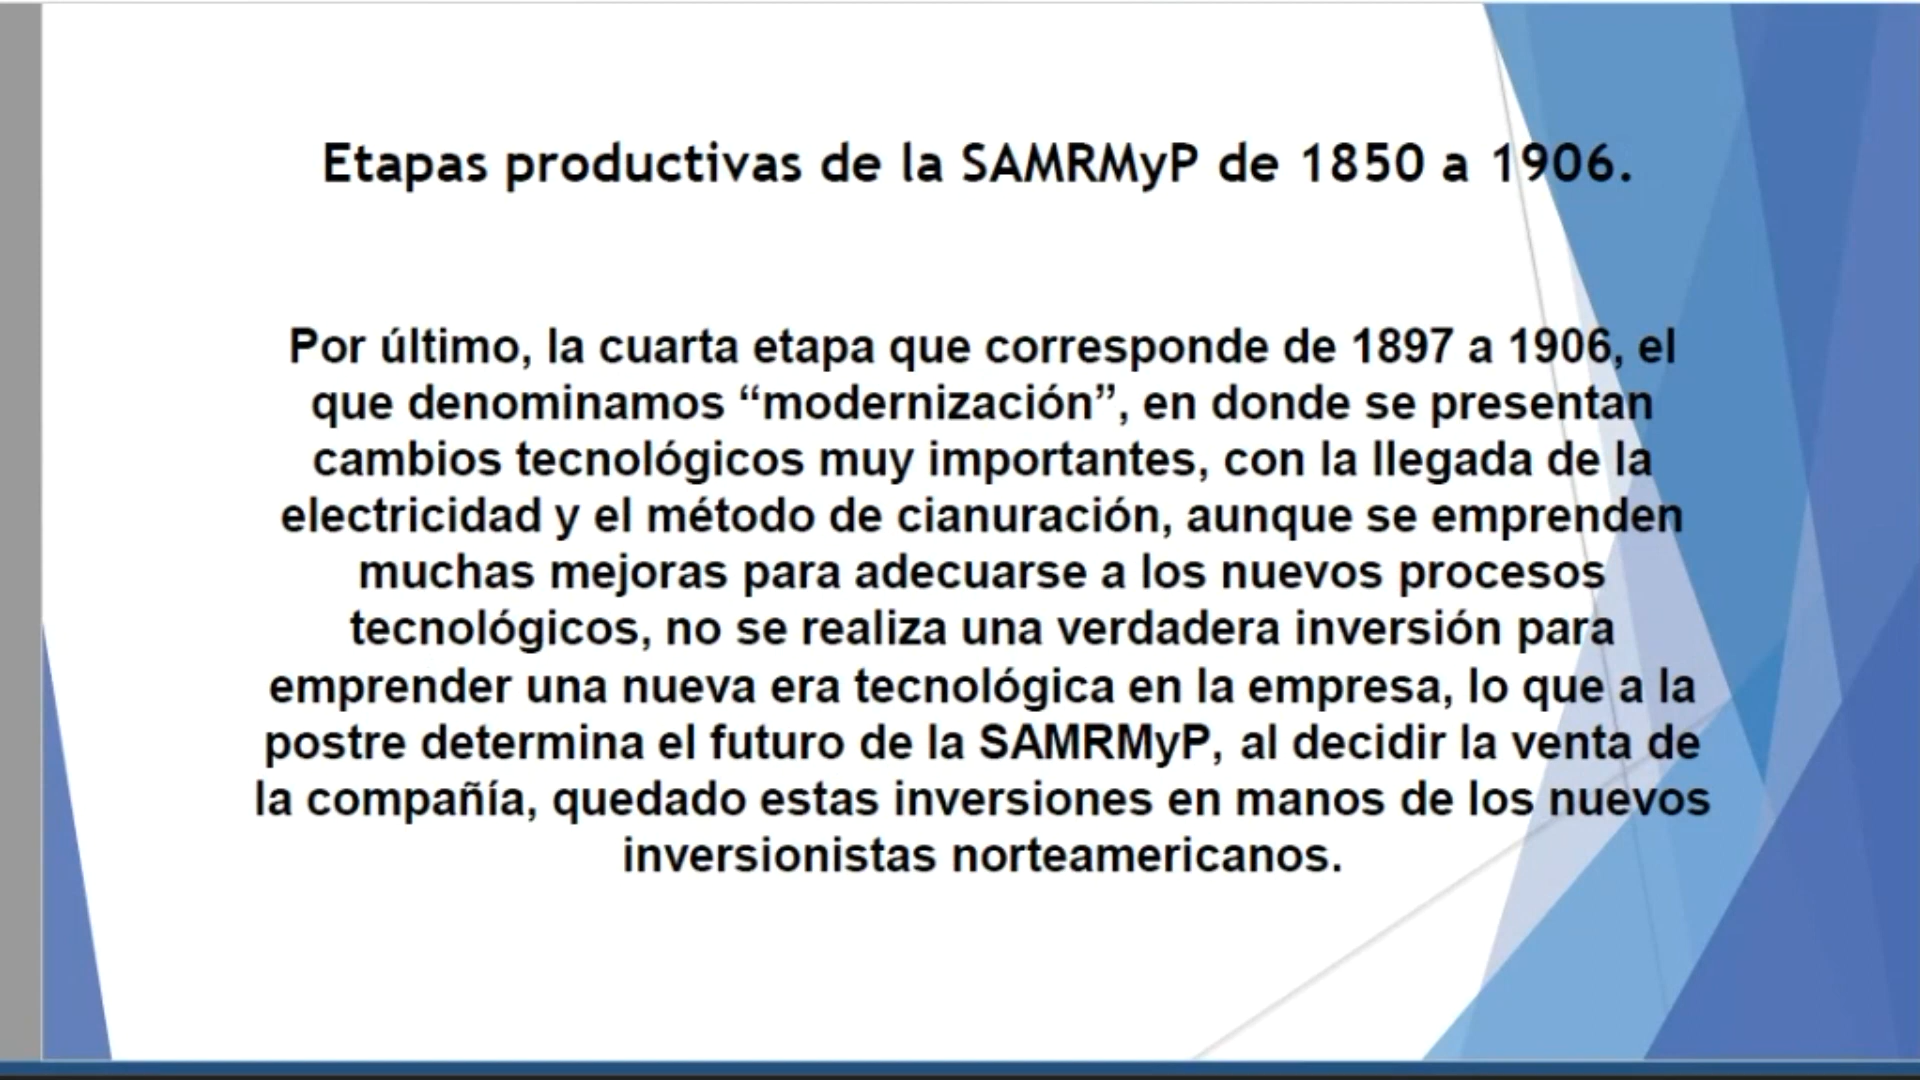 Etapas productivas de la SAMRMyP de 1850 a 1906.
Por último, la cuarta etapa que corresponde de 1897 a 1906, el
que denominamos “modernización”, en donde se presentan
cambios tecnológicos muy importantes, con la llegada de la
electricidad y el método de cianuración, aunque se emprenden
muchas mejoras para adecuarse a los nuevos procesos
tecnológicos, no se realiza una verdadera inversión para
emprender una nueva era tecnológica en la empresa, lo que a la
postre determina el futuro de la SAMRMyP, al decidir la venta de
la compañía, quedado estas inversiones en manos de los nuevos
inversionistas norteamericanos.